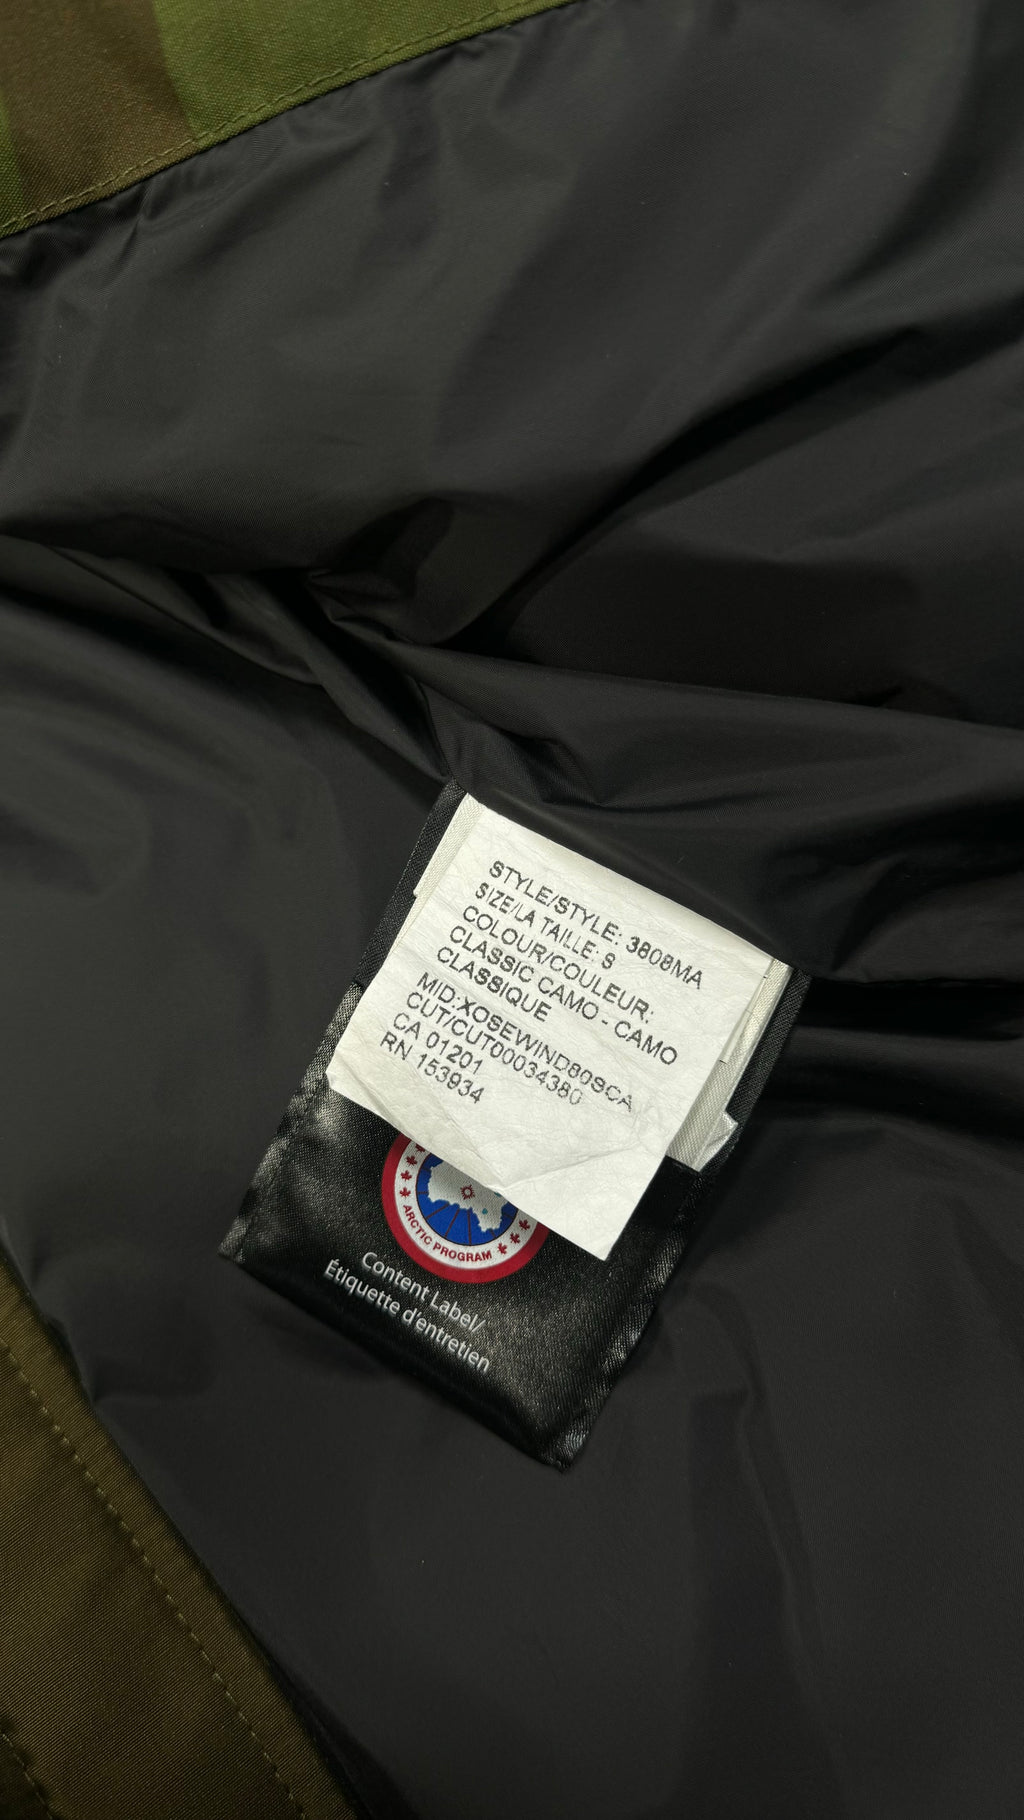 STYLE/STYLE: 3808MA
SIZE/LA TAILLE: S
COLOUR/COULEUR:
CLASSIC CAMO - CAMO
CLASSIQUE
MID:XOSEWIND80SCA
CUT/CUT00034380
CA 01201
RN 153934
ARCTIC PROGRAM
Content Label/
Étiquette d'entretien